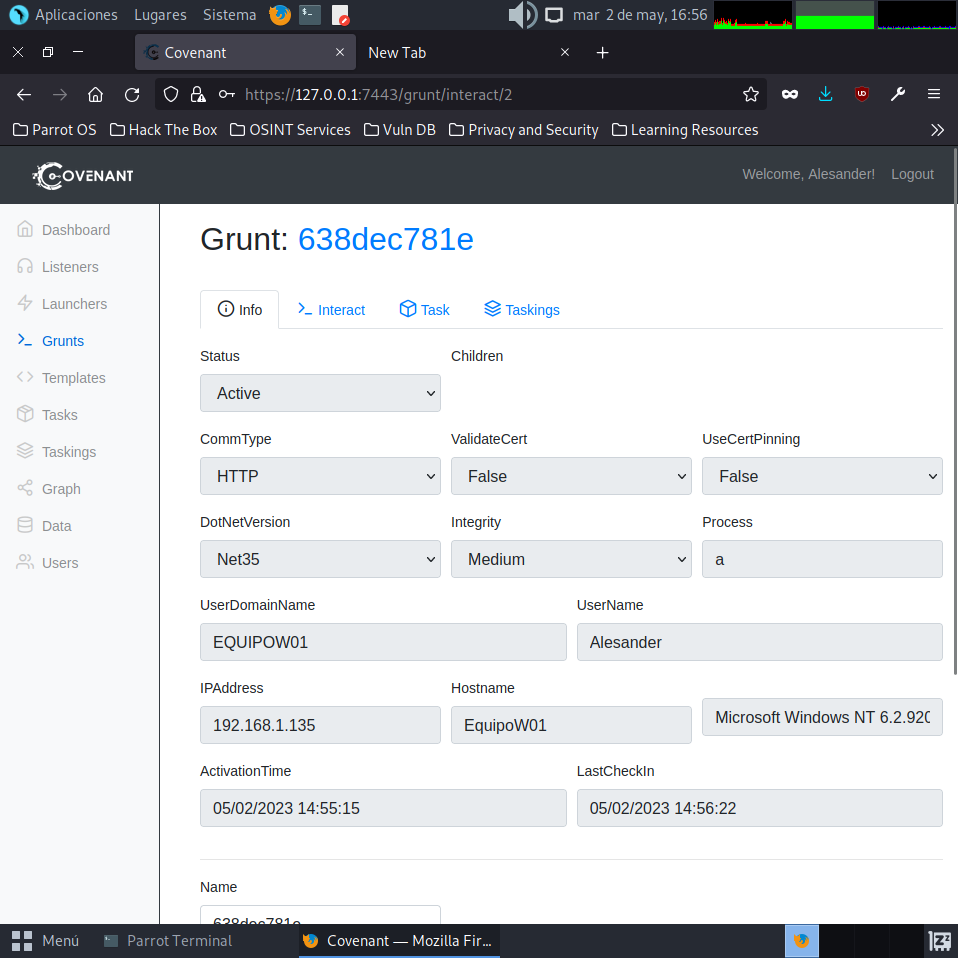 Aplicaciones Lugares Sistema mar 2 de may, 16:56
Covenant New Tab
https://127.0.0.1:7443/grunt/interact/2
Parrot OS Hack The Box OSINT Services Vuln DB Privacy and Security Learning Resources
COVENANT Welcome, Alesander! Logout
Dashboard
Listeners
Launchers
Grunts
Templates
Tasks
Taskings
Graph
Data
Users
Grunt: 638dec781e
Info Interact Task Taskings
Status Children
Active
CommType ValidateCert UseCertPinning
HTTP False False
DotNetVersion Integrity Process
Net35 Medium a
UserDomainName UserName
EQUIPOW01 Alesander
IPAddress Hostname
192.168.1.135 EquipoW01 Microsoft Windows NT 6.2.920
ActivationTime LastCheckIn
05/02/2023 14:55:15 05/02/2023 14:56:22
Name
638dec781e
Menú Parrot Terminal Covenant — Mozilla Fir...